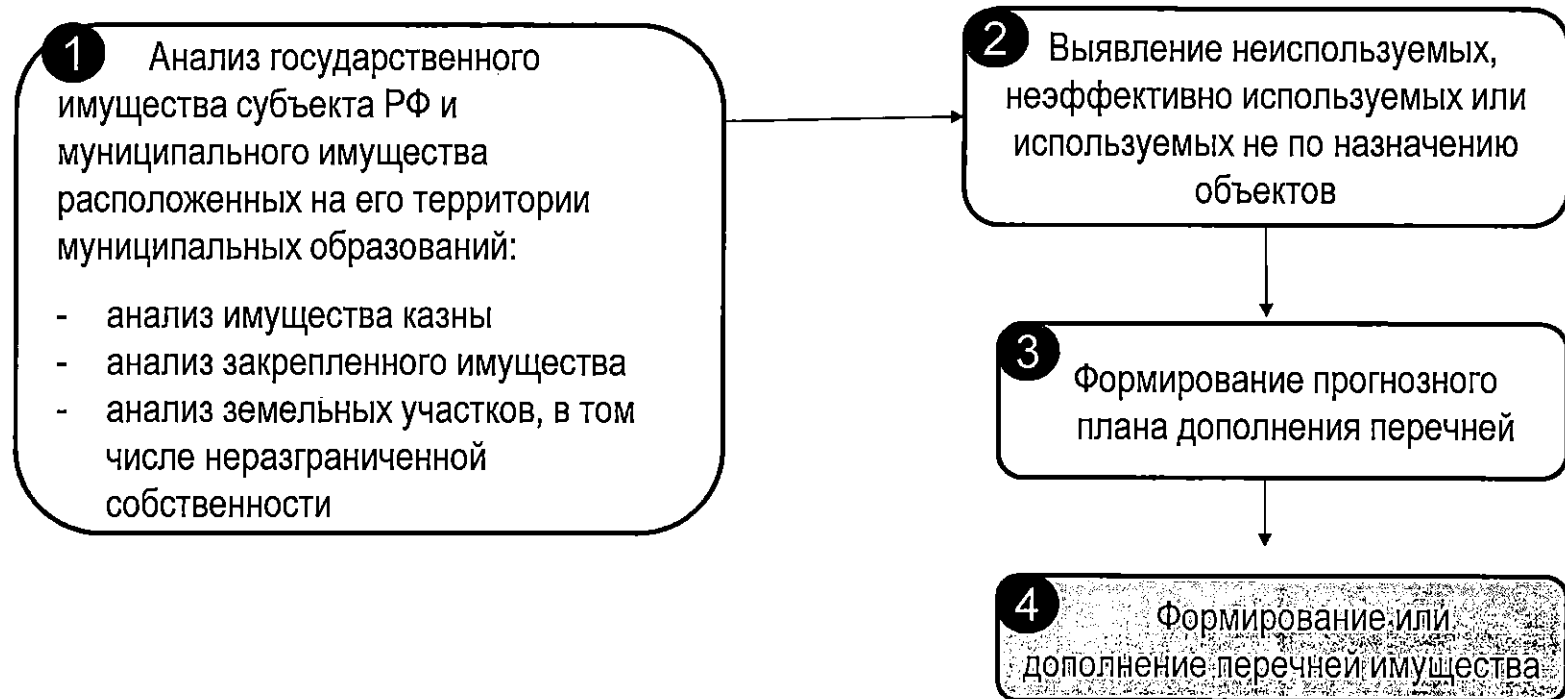 1 Анализ государственного
имущества субъекта РФ и
муниципального имущества
расположенных на его территории
муниципальных образований:
- анализ имущества казны
- анализ закрепленного имущества
- анализ земельных участков, в том
числе неразграниченной
собственности
2 Выявление неиспользуемых,
неэффективно используемых или
используемых не по назначению
объектов
3 Формирование прогнозного
плана дополнения перечней
4 Формирование или
дополнение перечней имущества